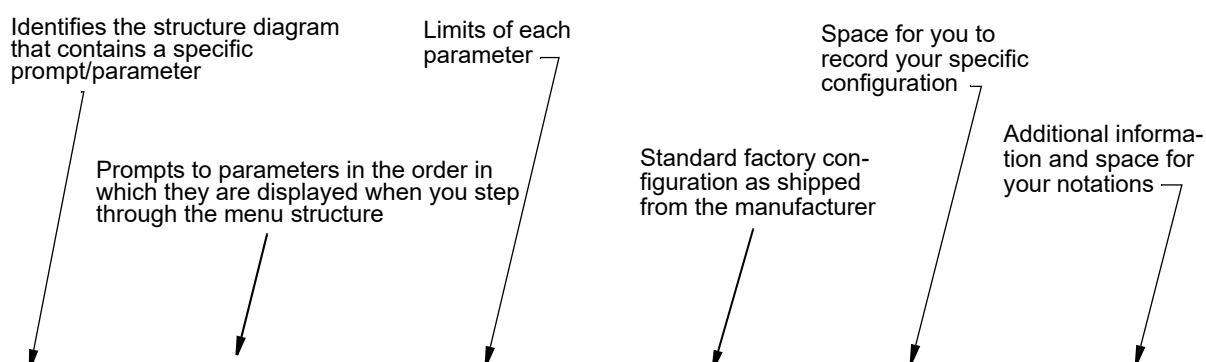 Identifies the structure diagram
that contains a specific
prompt/parameter
Limits of each
parameter
Space for you to
record your specific
configuration
Additional informa-
tion and space for
your notations
Prompts to parameters in the order in
which they are displayed when you step
through the menu structure
Standard factory con-
figuration as shipped
from the manufacturer